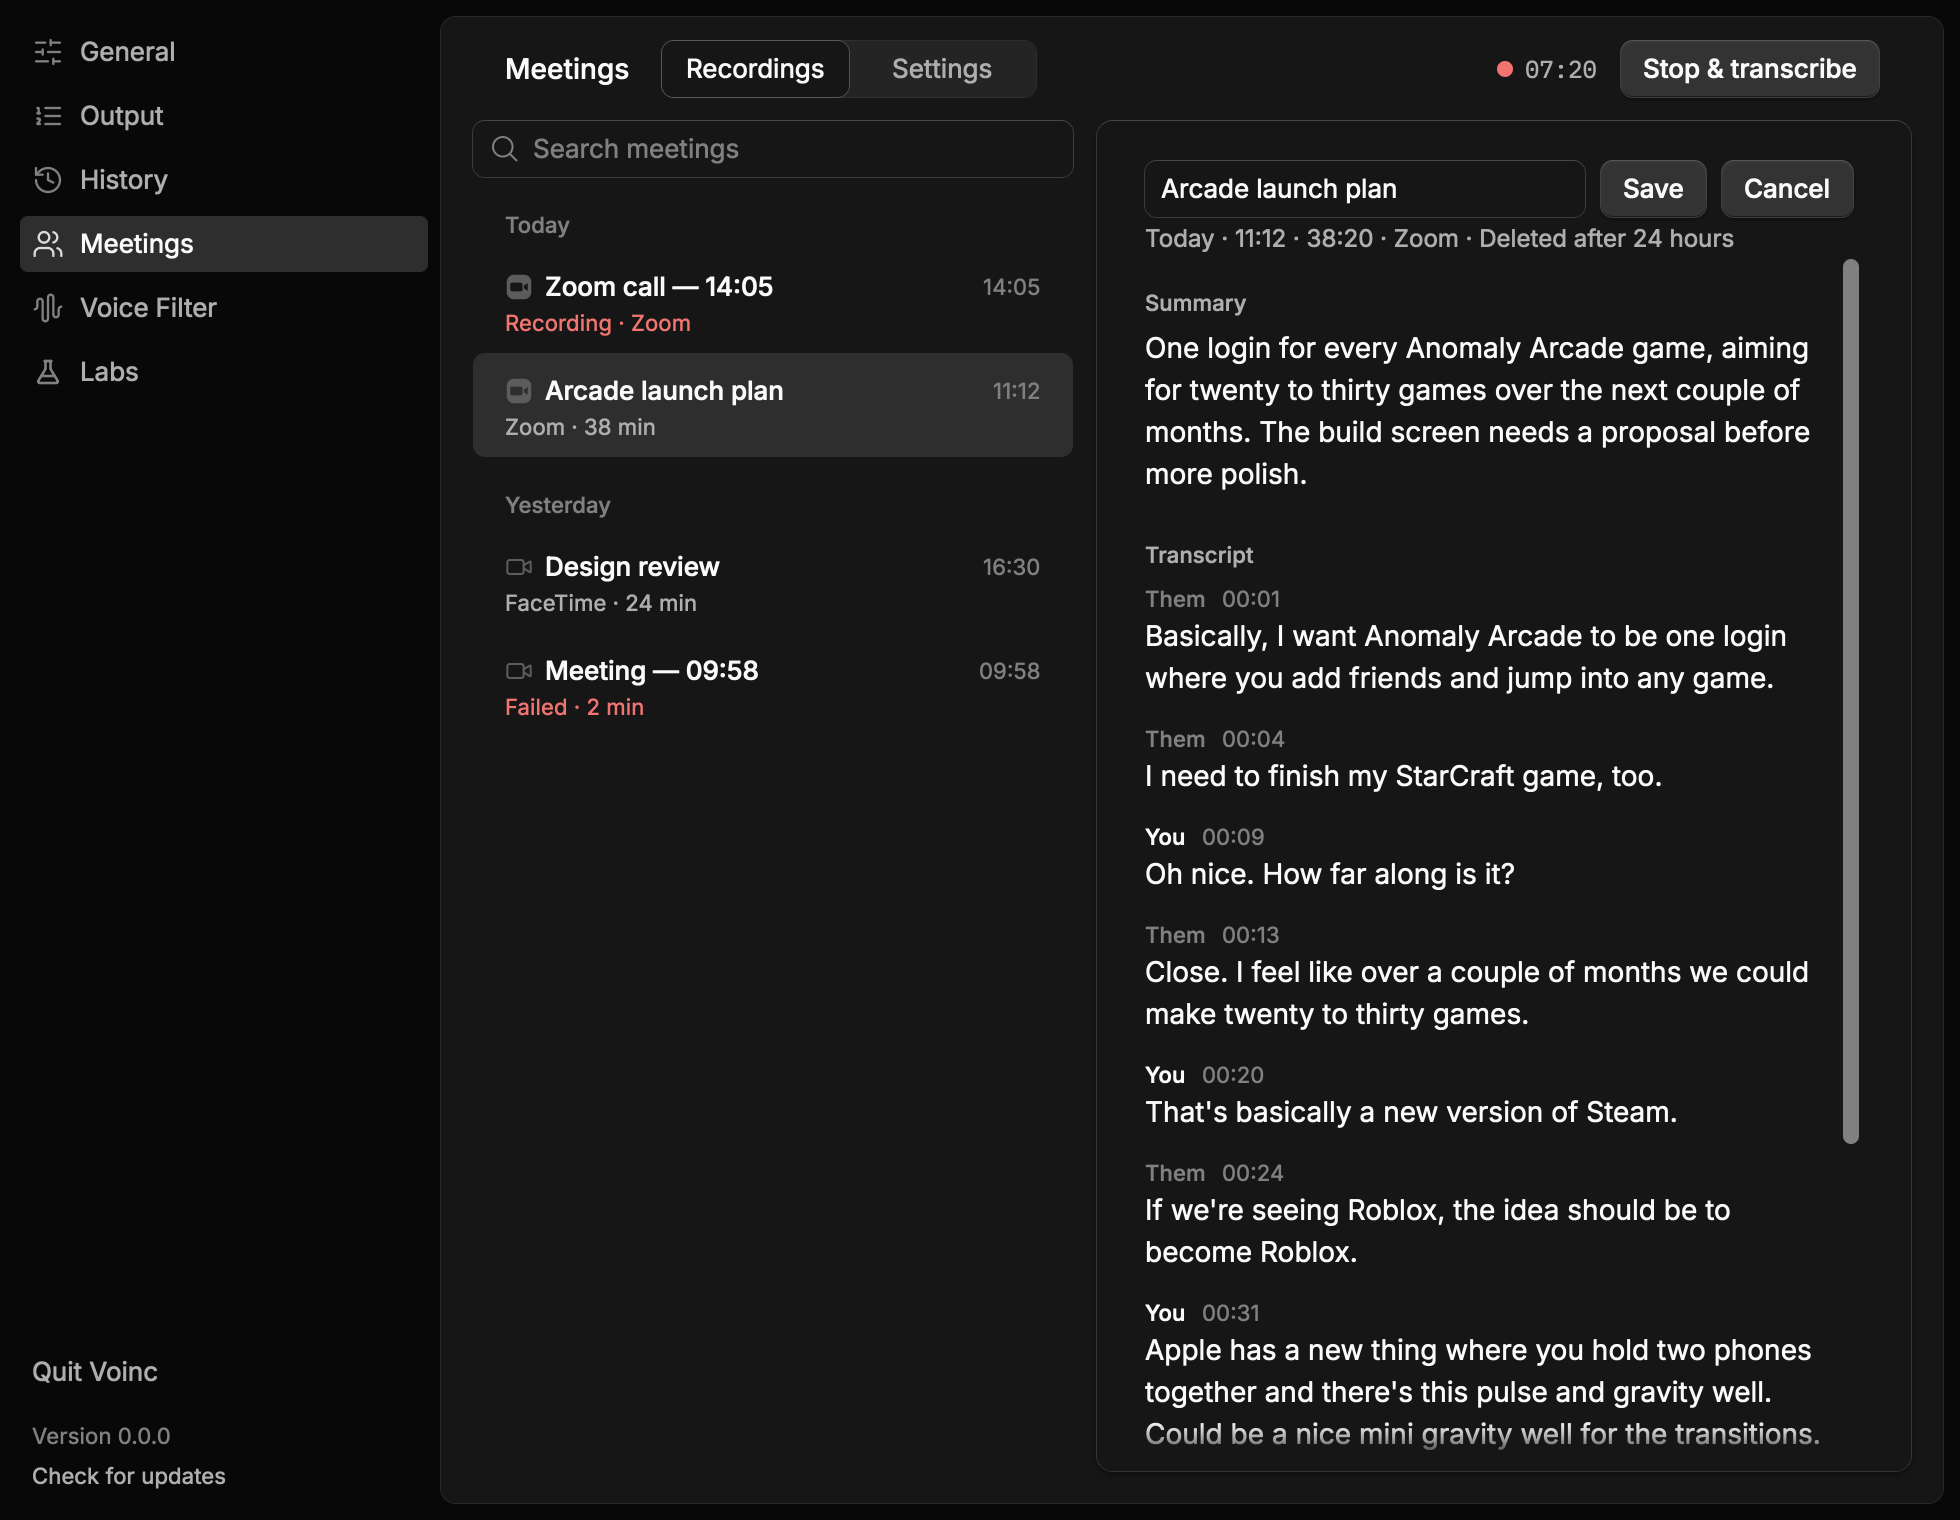 General
Output
History
Meetings
Voice Filter
Labs
Quit Voinc
Version 0.0.0
Check for updates
Meetings
Recordings
Settings
07:20
Stop & transcribe
Search meetings
Today
Zoom call — 14:05
14:05
Recording · Zoom
Arcade launch plan
11:12
Zoom · 38 min
Yesterday
Design review
16:30
FaceTime · 24 min
Meeting — 09:58
09:58
Failed · 2 min
Arcade launch plan
Save
Cancel
Today · 11:12 · 38:20 · Zoom · Deleted after 24 hours
Summary
One login for every Anomaly Arcade game, aiming
for twenty to thirty games over the next couple of
months. The build screen needs a proposal before
more polish.
Transcript
Them 00:01
Basically, I want Anomaly Arcade to be one login
where you add friends and jump into any game.
Them 00:04
I need to finish my StarCraft game, too.
You 00:09
Oh nice. How far along is it?
Them 00:13
Close. I feel like over a couple of months we could
make twenty to thirty games.
You 00:20
That's basically a new version of Steam.
Them 00:24
If we're seeing Roblox, the idea should be to
become Roblox.
You 00:31
Apple has a new thing where you hold two phones
together and there's this pulse and gravity well.
Could be a nice mini gravity well for the transitions.